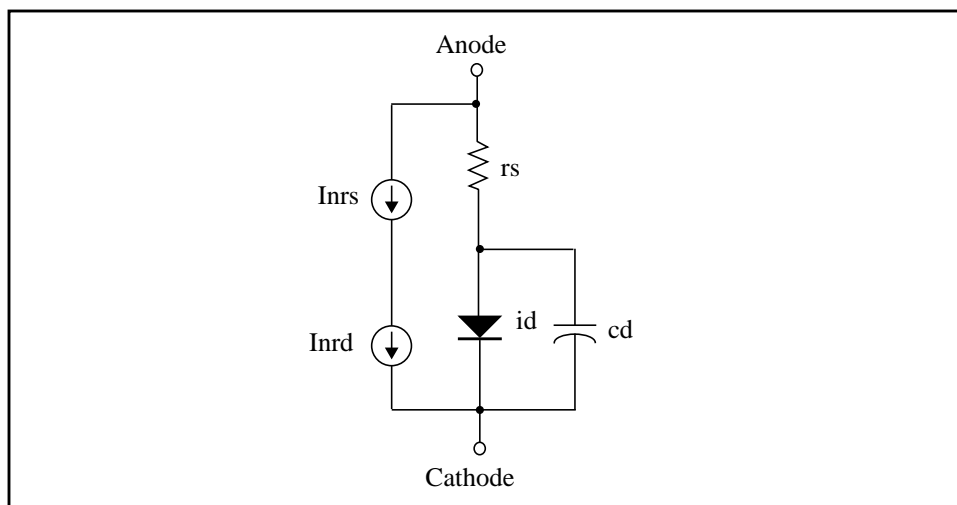 Anode
rs
Inrs
id
cd
Inrd
Cathode